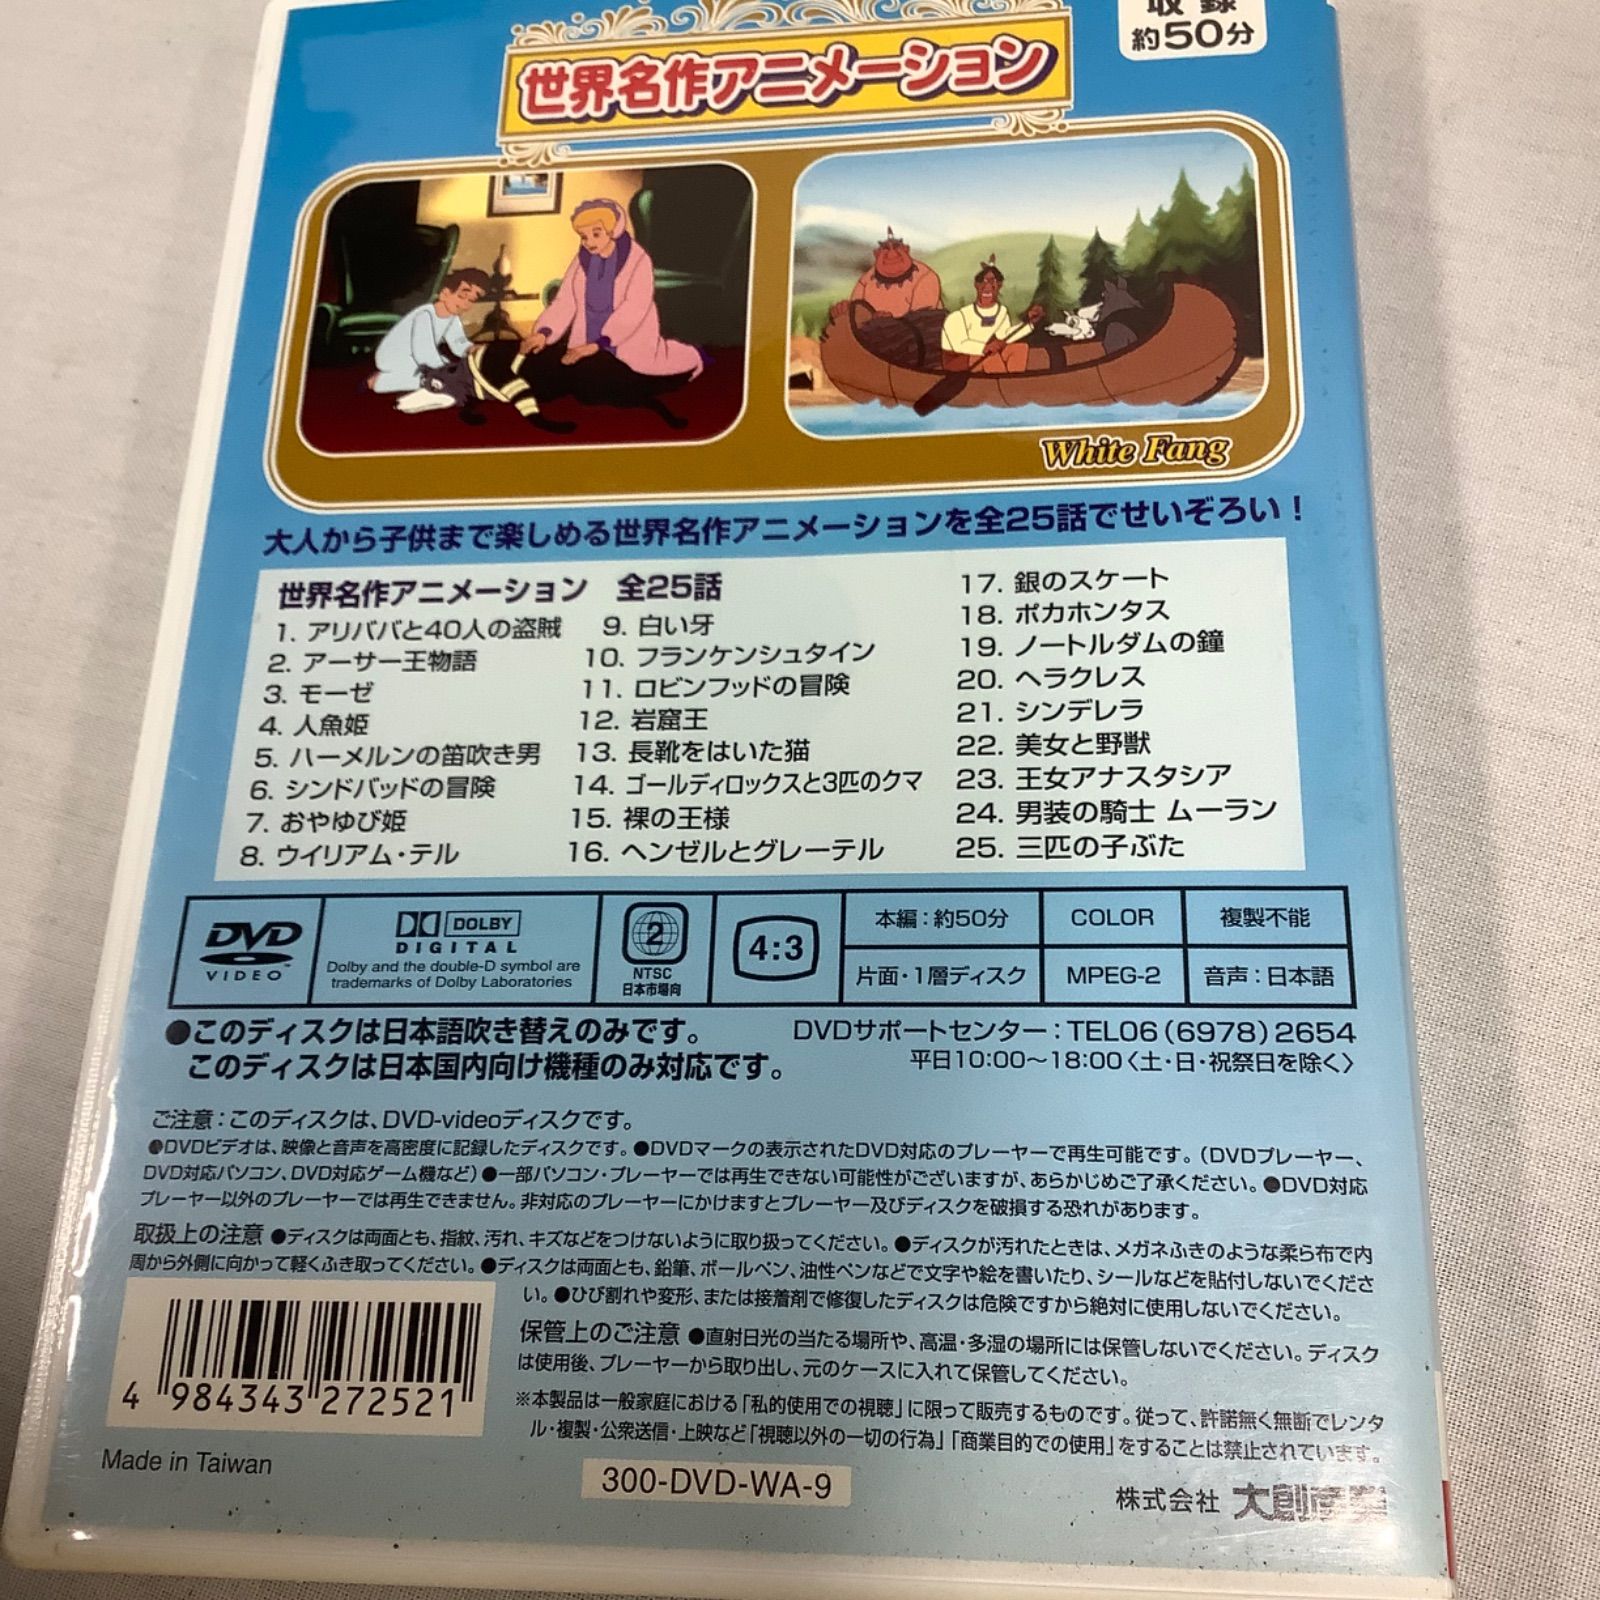 収録
約50分
世界名作アニメーション
White Fang
大人から子供まで楽しめる世界名作アニメーションを全25話でせいぞろい！
世界名作アニメーション 全25話
1. アリババと40人の盗賊
2. アーサー王物語
3. モーゼ
4. 人魚姫
5. ハーメルンの笛吹き男
6. シンドバッドの冒険
7. おやゆび姫
8. ウイリアム・テル
9. 白い牙
10. フランケンシュタイン
11. ロビンフッドの冒険
12. 岩窟王
13. 長靴をはいた猫
14. ゴールディロックスと3匹のクマ
15. 裸の王様
16. ヘンゼルとグレーテル
17. 銀のスケート
18. ポカホンタス
19. ノートルダムの鐘
20. ヘラクレス
21. シンデレラ
22. 美女と野獣
23. 王女アナスタシア
24. 男装の騎士 ムーラン
25. 三匹の子ぶた
DVD
VIDEO
DOLBY
DIGITAL
Dolby and the double-D symbol are
trademarks of Dolby Laboratories
2
NTSC
日本市場向
4:3
本編：約50分
COLOR
複製不能
片面・1層ディスク
MPEG-2
音声：日本語
●このディスクは日本語吹き替えのみです。
このディスクは日本国内向け機種のみ対応です。
DVDサポートセンター：TEL06(6978)2654
平日10:00〜18:00〈土・日・祝祭日を除く〉
ご注意：このディスクは、DVD-videoディスクです。
●DVDビデオは、映像と音声を高密度に記録したディスクです。●DVDマークの表示されたDVD対応のプレーヤーで再生可能です。（DVDプレーヤー、
DVD対応パソコン、DVD対応ゲーム機など）●一部パソコン・プレーヤーでは再生できない可能性がございますが、あらかじめご了承ください。●DVD対応
プレーヤー以外のプレーヤーでは再生できません。非対応のプレーヤーにかけますとプレーヤー及びディスクを破損する恐れがあります。
取扱上の注意 ●ディスクは両面とも、指紋、汚れ、キズなどをつけないように取り扱ってください。●ディスクが汚れたときは、メガネふきのような柔らか布で内
周から外側に向かって軽くふき取ってください。●ディスクは両面とも、鉛筆、ボールペン、油性ペンなどで文字や絵を書いたり、シールなどを貼付しないでくださ
い。●ひび割れや変形、または接着剤で修復したディスクは危険ですから絶対に使用しないでください。
保管上のご注意 ●直射日光の当たる場所や、高温・多湿の場所には保管しないでください。ディスク
は使用後、プレーヤーから取り出し、元のケースに入れて保管してください。
※本製品は一般家庭における「私的使用での視聴」に限って販売するものです。従って、許諾無く無断でレンタ
ル・複製・公衆送信・上映など「視聴以外の一切の行為」「商業目的での使用」をすることは禁止されています。
4 984343 272521
Made in Taiwan
300-DVD-WA-9
株式会社 大創産業